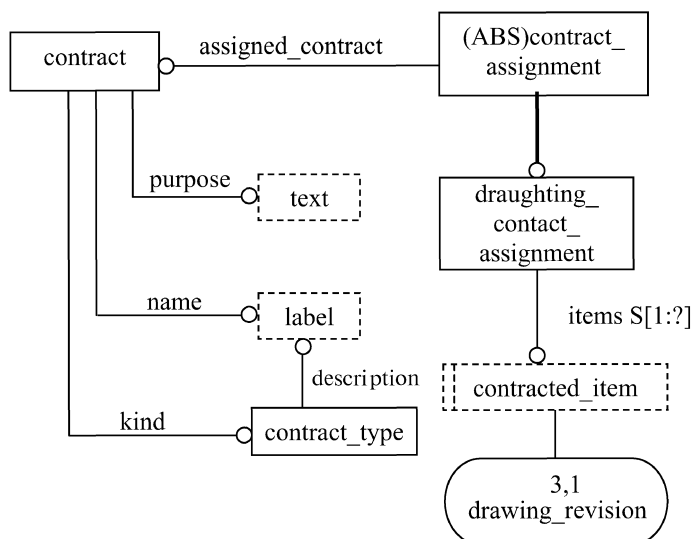 contract
assigned_contract
(ABS)contract_
assignment
purpose
text
draughting_
contact_
assignment
name
label
items S[1:?]
description
contracted_item
kind
contract_type
3,1
drawing_revision